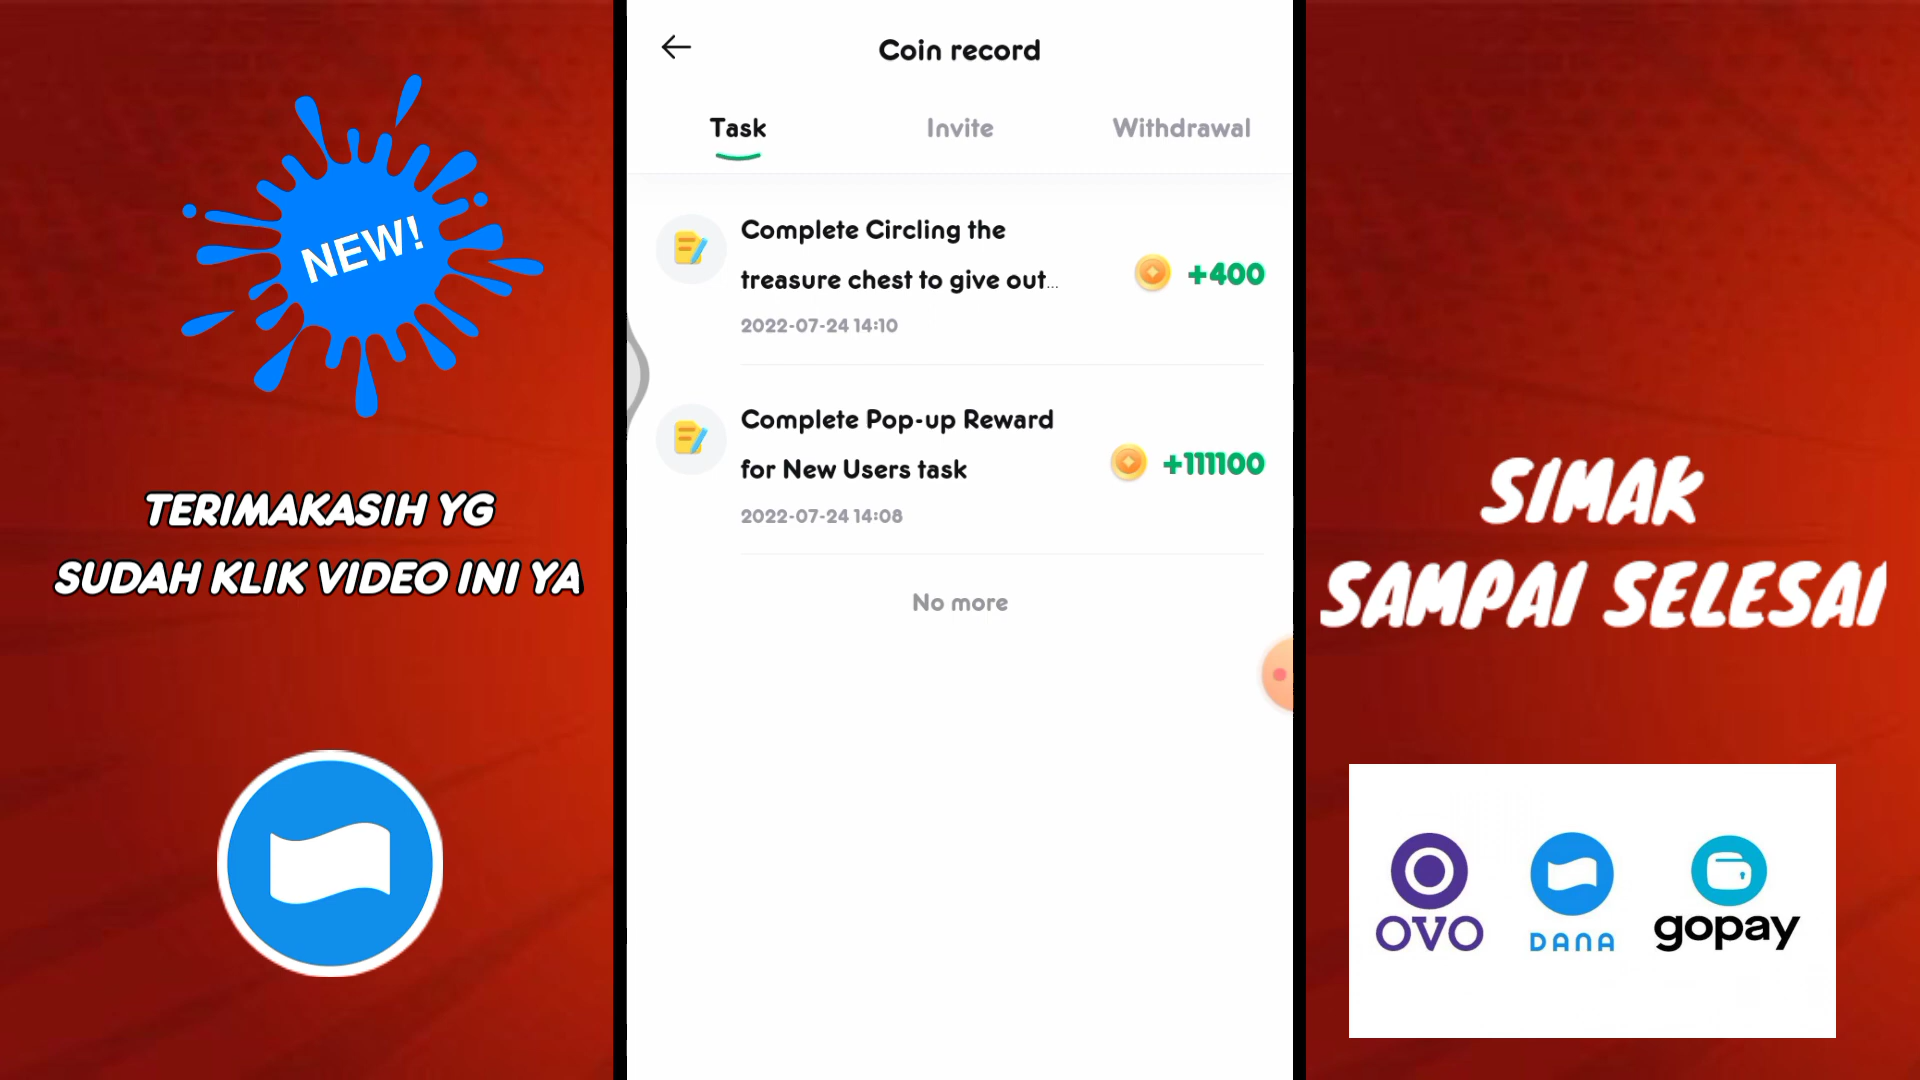 NEW!
TERIMAKASIH YG
SUDAH KLIK VIDEO INI YA
Coin record
Task
Invite
Withdrawal
Complete Circling the
treasure chest to give out...
+400
2022-07-24 14:10
Complete Pop-up Reward
for New Users task
+111100
2022-07-24 14:08
No more
SIMAK
SAMPAI SELESAI
OVO
DANA
gopay